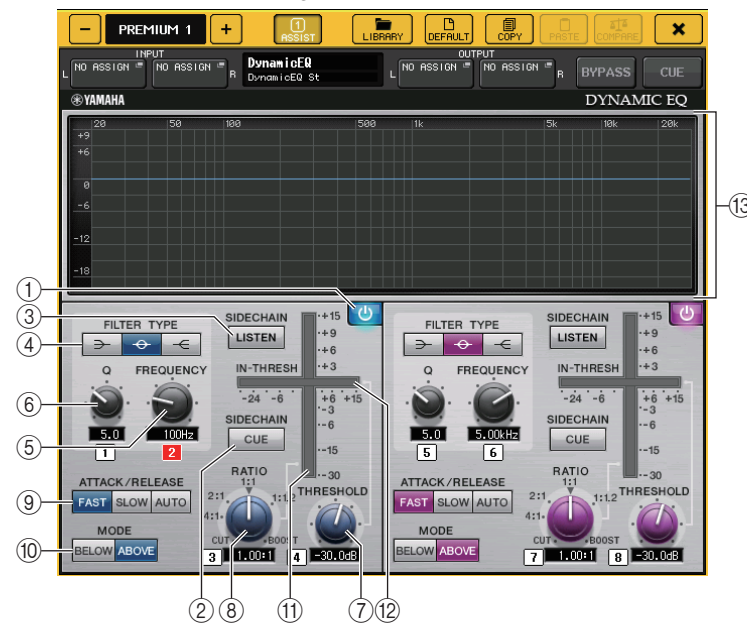 PREMIUM 1
1
ASSIST
LIBRARY
DEFAULT
COPY
PASTE
COMPARE
INPUT
OUTPUT
L
NO ASSIGN
NO ASSIGN
R
DynamicEQ
DynamicEQ St
L
NO ASSIGN
NO ASSIGN
R
BYPASS
CUE
YAMAHA
DYNAMIC EQ
20
50
100
500
1k
5k
10k
20k
+9
+6
0
-6
-12
-18
⑬
①
③
④
⑥
⑤
⑨
⑩
FILTER TYPE
SIDECHAIN
LISTEN
+15
+9
+6
+3
IN-THRESH
-24 -6
+6 +15
-3
-6
-15
-30
Q
FREQUENCY
5.0
100Hz
1
2
SIDECHAIN
CUE
ATTACK/RELEASE
FAST SLOW AUTO
RATIO
1:1
2:1
1:1.2
4:1
CUT
BOOST
THRESHOLD
MODE
BELOW ABOVE
3
1.00:1
4
-30.0dB
FILTER TYPE
SIDECHAIN
LISTEN
+15
+9
+6
+3
IN-THRESH
-24 -6
+6 +15
-3
-6
-15
-30
Q
FREQUENCY
5.0
5.00kHz
5
6
SIDECHAIN
CUE
ATTACK/RELEASE
FAST SLOW AUTO
RATIO
1:1
2:1
1:1.2
4:1
CUT
BOOST
THRESHOLD
MODE
BELOW ABOVE
7
1.00:1
8
-30.0dB
② ⑧ ⑪ ⑦ ⑫